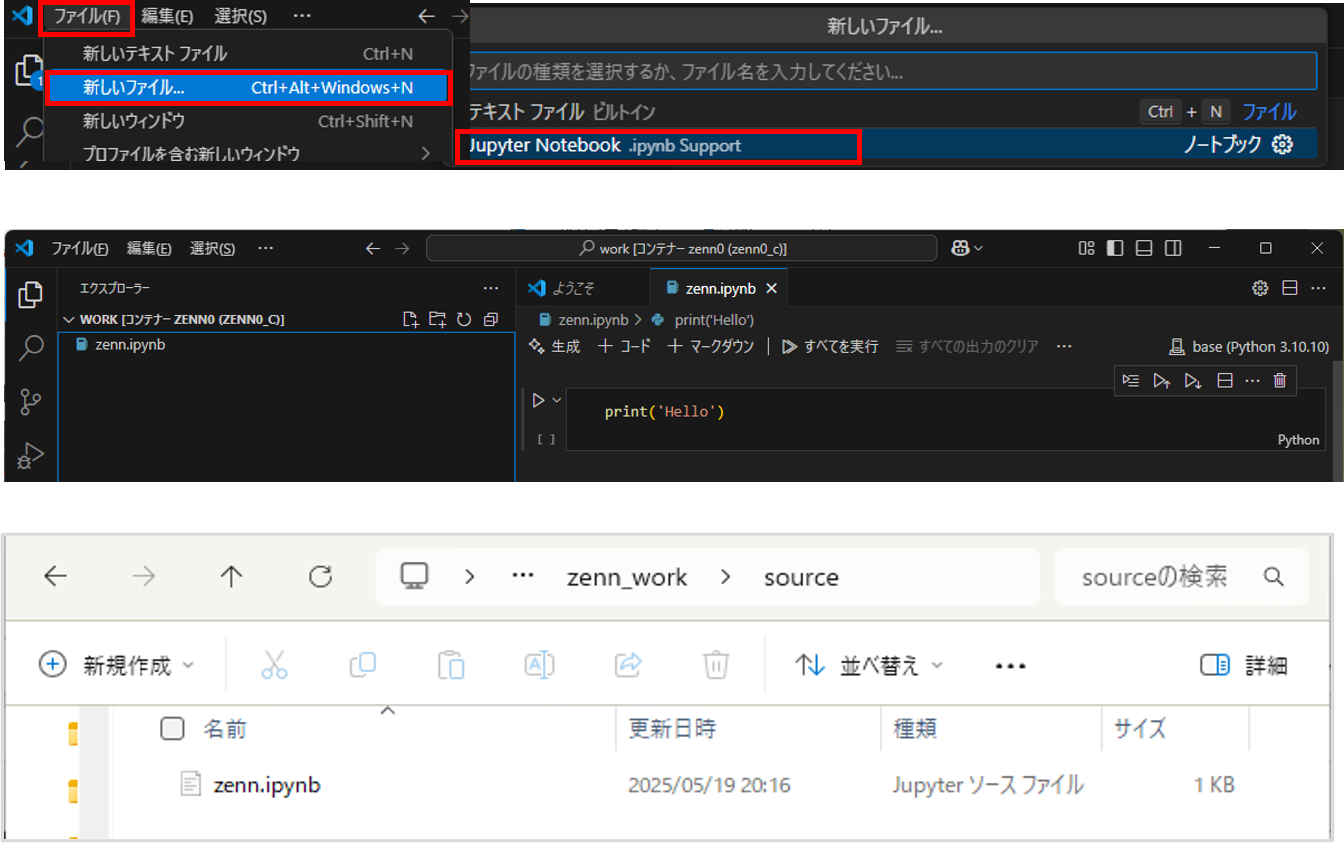 ファイル(F) 編集(E) 選択(S) …
新しいテキスト ファイル Ctrl+N
新しいファイル... Ctrl+Alt+Windows+N
新しいウィンドウ Ctrl+Shift+N
プロファイルを含む新しいウィンドウ
1
新しいファイル...
ファイルの種類を選択するか、ファイル名を入力してください...
テキスト ファイル ビルトイン Ctrl + N ファイル
Jupyter Notebook .ipynb Support ノートブック
ファイル(F) 編集(E) 選択(S) … work [コンテナー zenn0 (zenn0_c)]
エクスプローラー …
WORK [コンテナー ZENN0 (ZENN0_C)]
zenn.ipynb
ようこそ zenn.ipynb
zenn.ipynb > print('Hello')
生成 + コード + マークダウン | すべてを実行 すべての出力のクリア … base (Python 3.10.10)
print('Hello')
[ ] Python
> … zenn_work > source sourceの検索
新規作成 並べ替え … 詳細
名前 更新日時 種類 サイズ
zenn.ipynb 2025/05/19 20:16 Jupyter ソース ファイル 1 KB